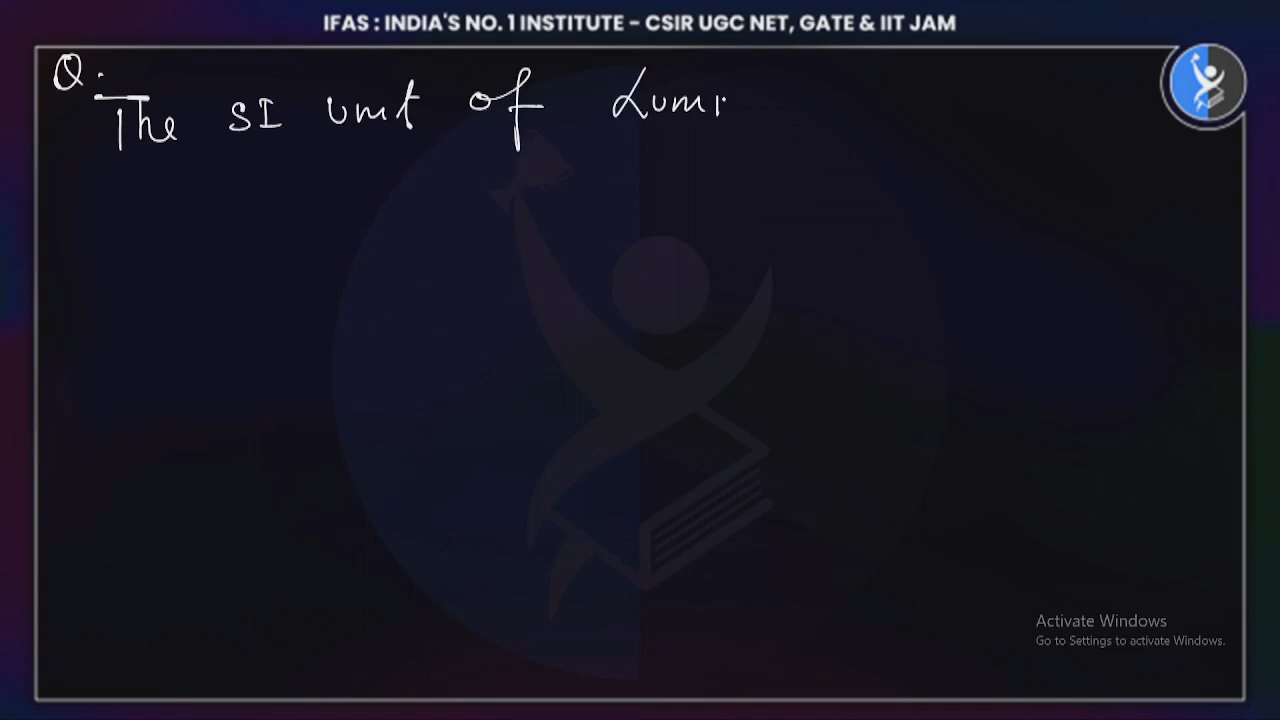 IFAS : INDIA'S NO. 1 INSTITUTE - CSIR UGC NET, GATE & IIT JAM
Q.
The SI unit of Lumi
Activate Windows
Go to Settings to activate Windows.